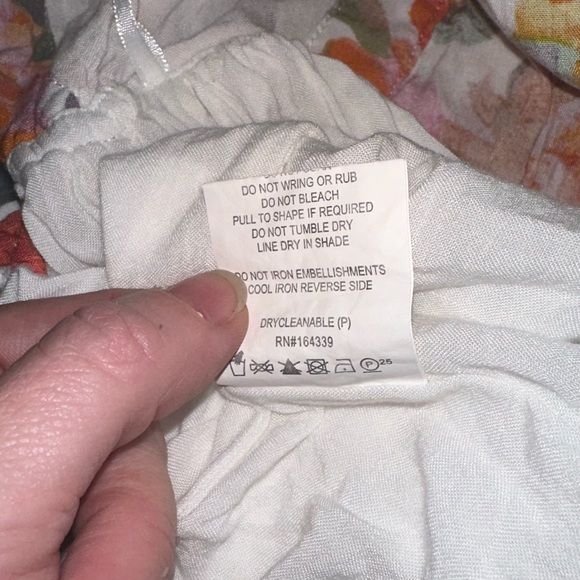 DO NOT WRING OR RUB
DO NOT BLEACH
PULL TO SHAPE IF REQUIRED
DO NOT TUMBLE DRY
LINE DRY IN SHADE
DO NOT IRON EMBELLISHMENTS
COOL IRON REVERSE SIDE
DRYCLEANABLE (P)
RN#164339
P 25